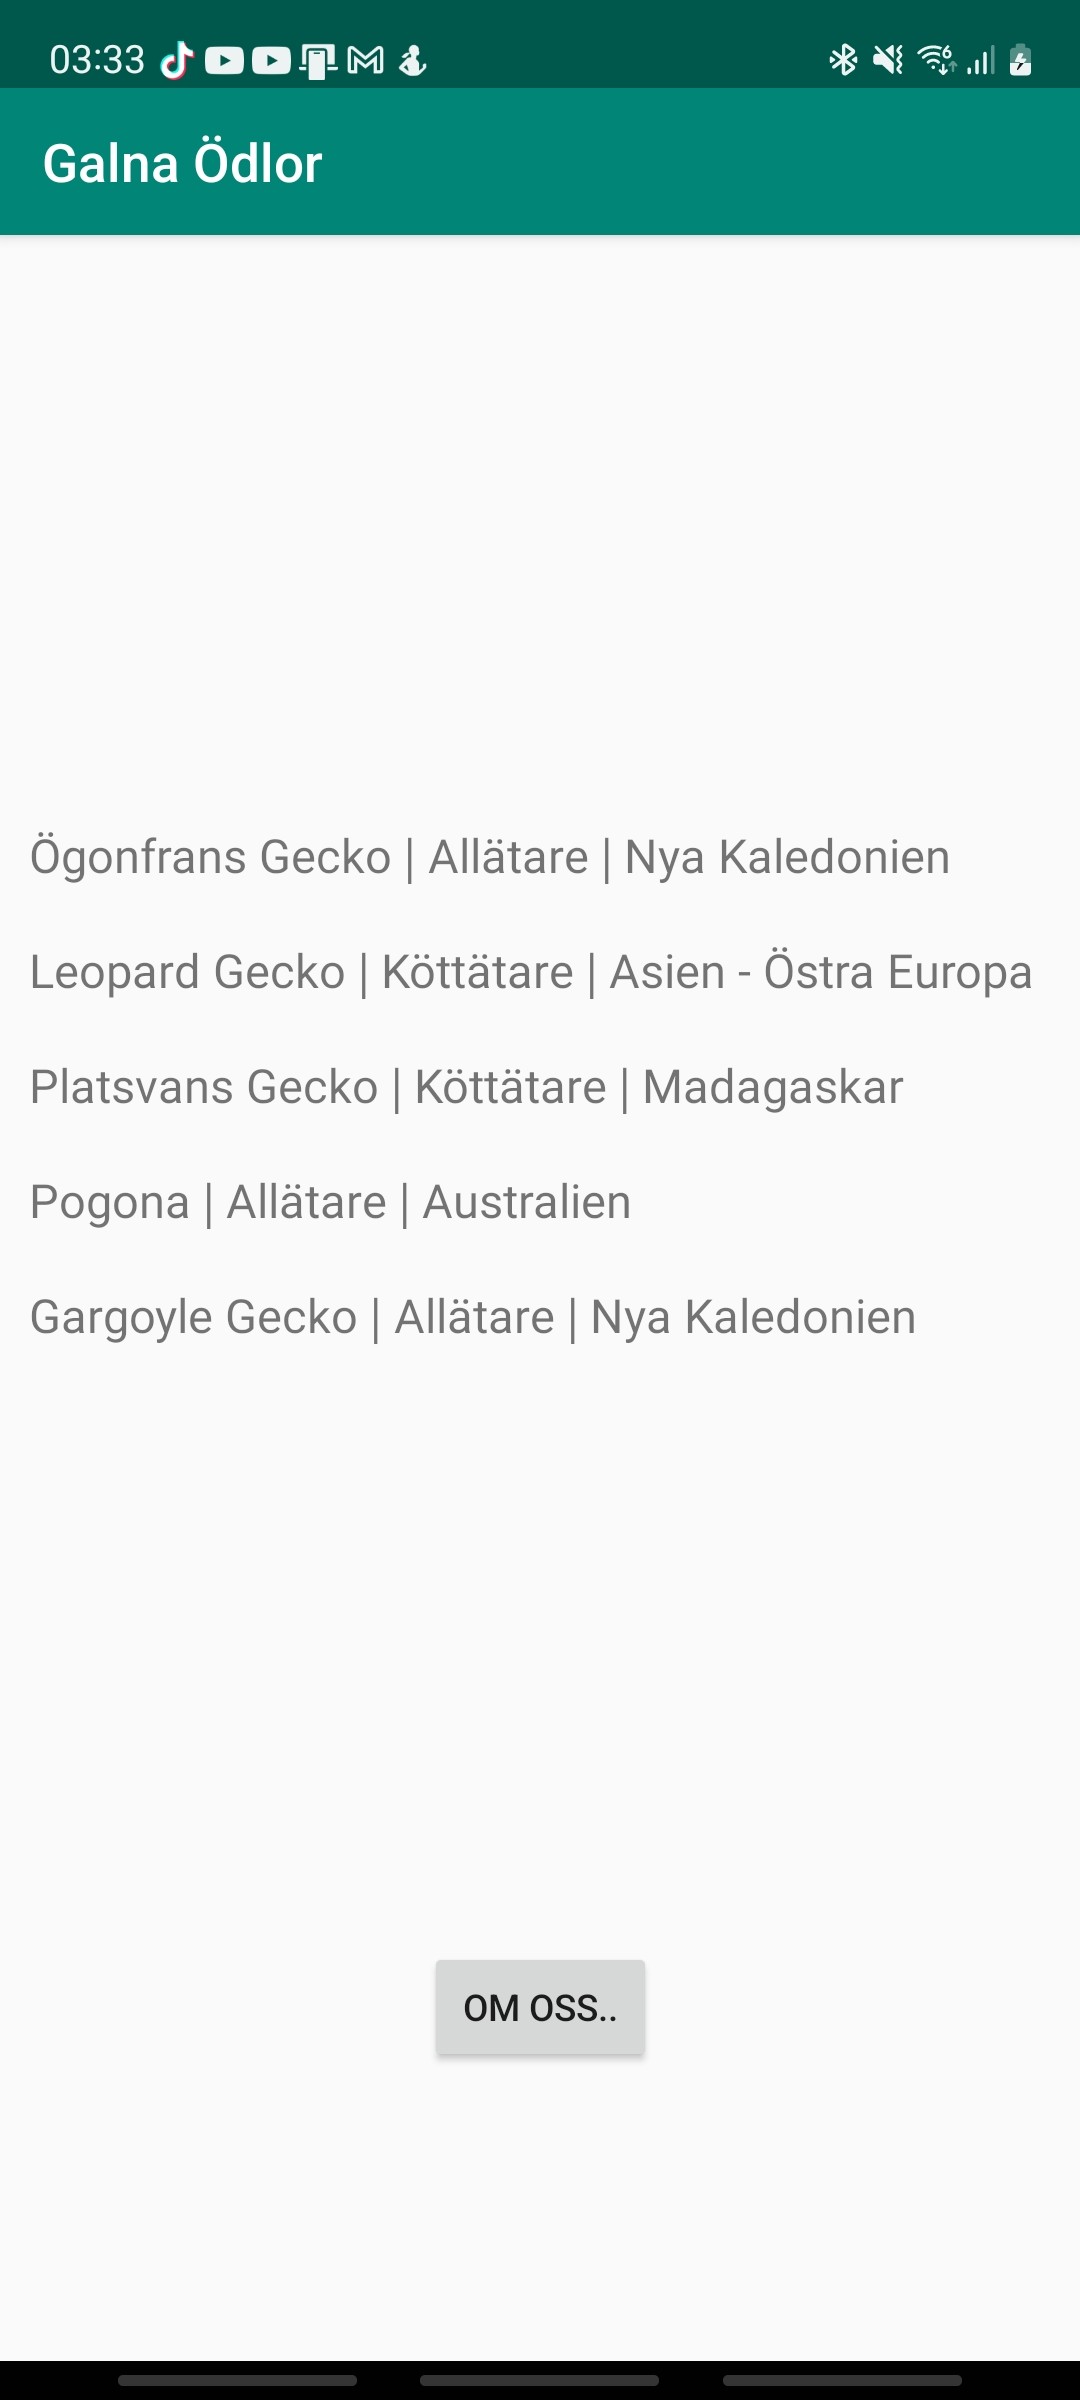 03:33
Galna Ödlor
Ögonfrans Gecko | Allätare | Nya Kaledonien
Leopard Gecko | Köttätare | Asien - Östra Europa
Platsvans Gecko | Köttätare | Madagaskar
Pogona | Allätare | Australien
Gargoyle Gecko | Allätare | Nya Kaledonien
OM OSS..